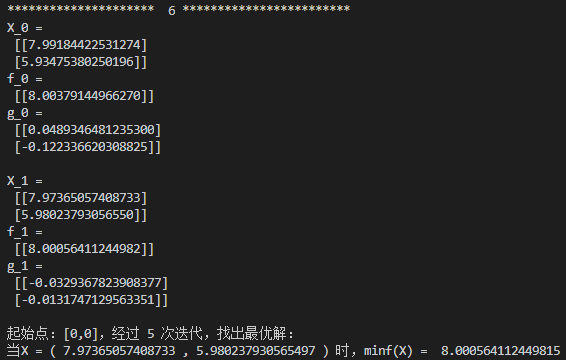 ********************* 6 ************************
X_0 =
[[7.99184422531274]
[5.93475380250196]]
f_0 =
[[8.00379144966270]]
g_0 =
[[0.0489346481235300]
[-0.122336620308825]]
X_1 =
[[7.97365057408733]
[5.98023793056550]]
f_1 =
[[8.00056411244982]]
g_1 =
[[-0.0329367823908377]
[-0.0131747129563351]]
起始点: [0,0], 经过 5 次迭代, 找出最优解:
当X = ( 7.97365057408733 , 5.980237930565497 ) 时, minf(X) = 8.000564112449815